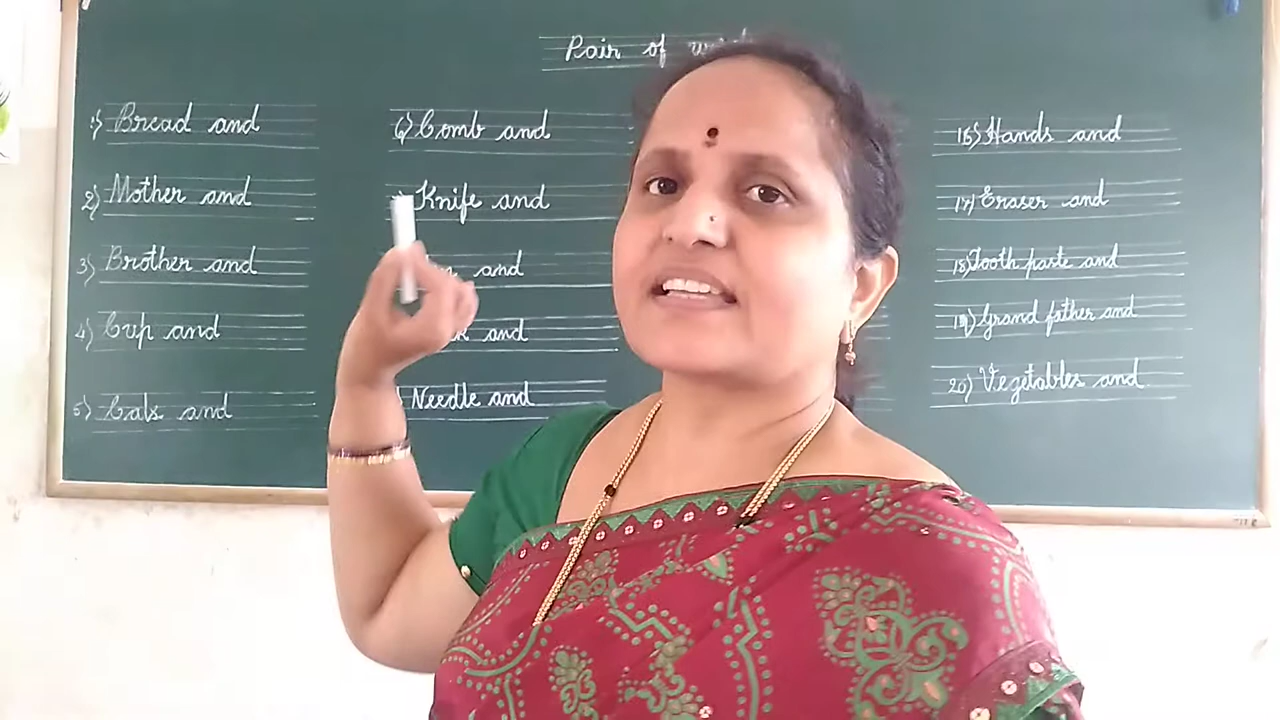 Pair of
1) Bread and
2) Mother and
3) Brother and
4) Cup and
5) Cats and
6) Comb and
Knife and
and
and
Needle and
16) Hands and
17) Eraser and
18) Tooth paste and
19) Grand father and
20) Vegetables and